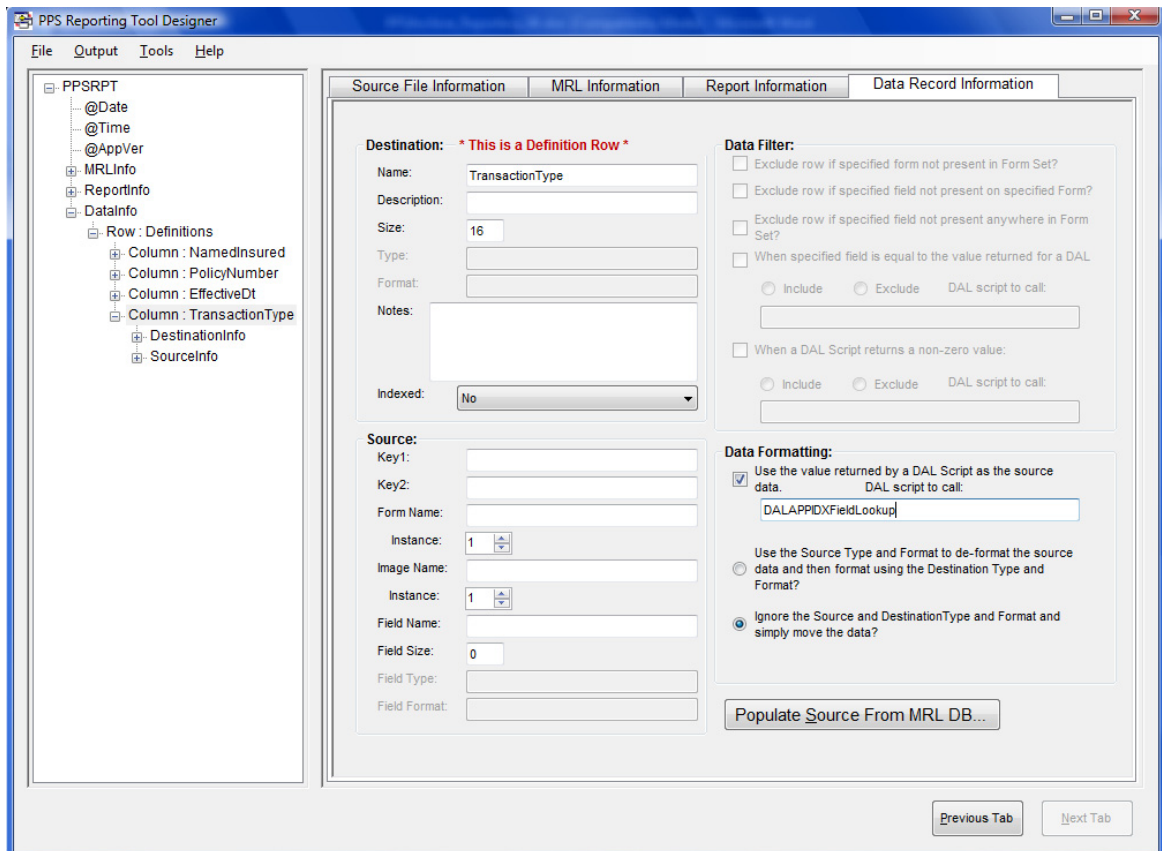 PPS Reporting Tool Designer
File Output Tools Help
PPSRPT
@Date
@Time
@AppVer
MRLInfo
ReportInfo
DataInfo
Row : Definitions
Column : NamedInsured
Column : PolicyNumber
Column : EffectiveDt
Column : TransactionType
DestinationInfo
SourceInfo
Source File Information MRL Information Report Information Data Record Information
Destination: * This is a Definition Row *
Name: TransactionType
Description:
Size: 16
Type:
Format:
Notes:
Indexed: No
Source:
Key1:
Key2:
Form Name:
Instance: 1
Image Name:
Instance: 1
Field Name:
Field Size: 0
Field Type:
Field Format:
Data Filter:
Exclude row if specified form not present in Form Set?
Exclude row if specified field not present on specified Form?
Exclude row if specified field not present anywhere in Form
Set?
When specified field is equal to the value returned for a DAL
Include Exclude DAL script to call:
When a DAL Script returns a non-zero value:
Include Exclude DAL script to call:
Data Formatting:
Use the value returned by a DAL Script as the source
data. DAL script to call:
DALAPPIDXFieldLookup
Use the Source Type and Format to de-format the source
data and then format using the Destination Type and
Format?
Ignore the Source and DestinationType and Format and
simply move the data?
Populate Source From MRL DB...
Previous Tab Next Tab